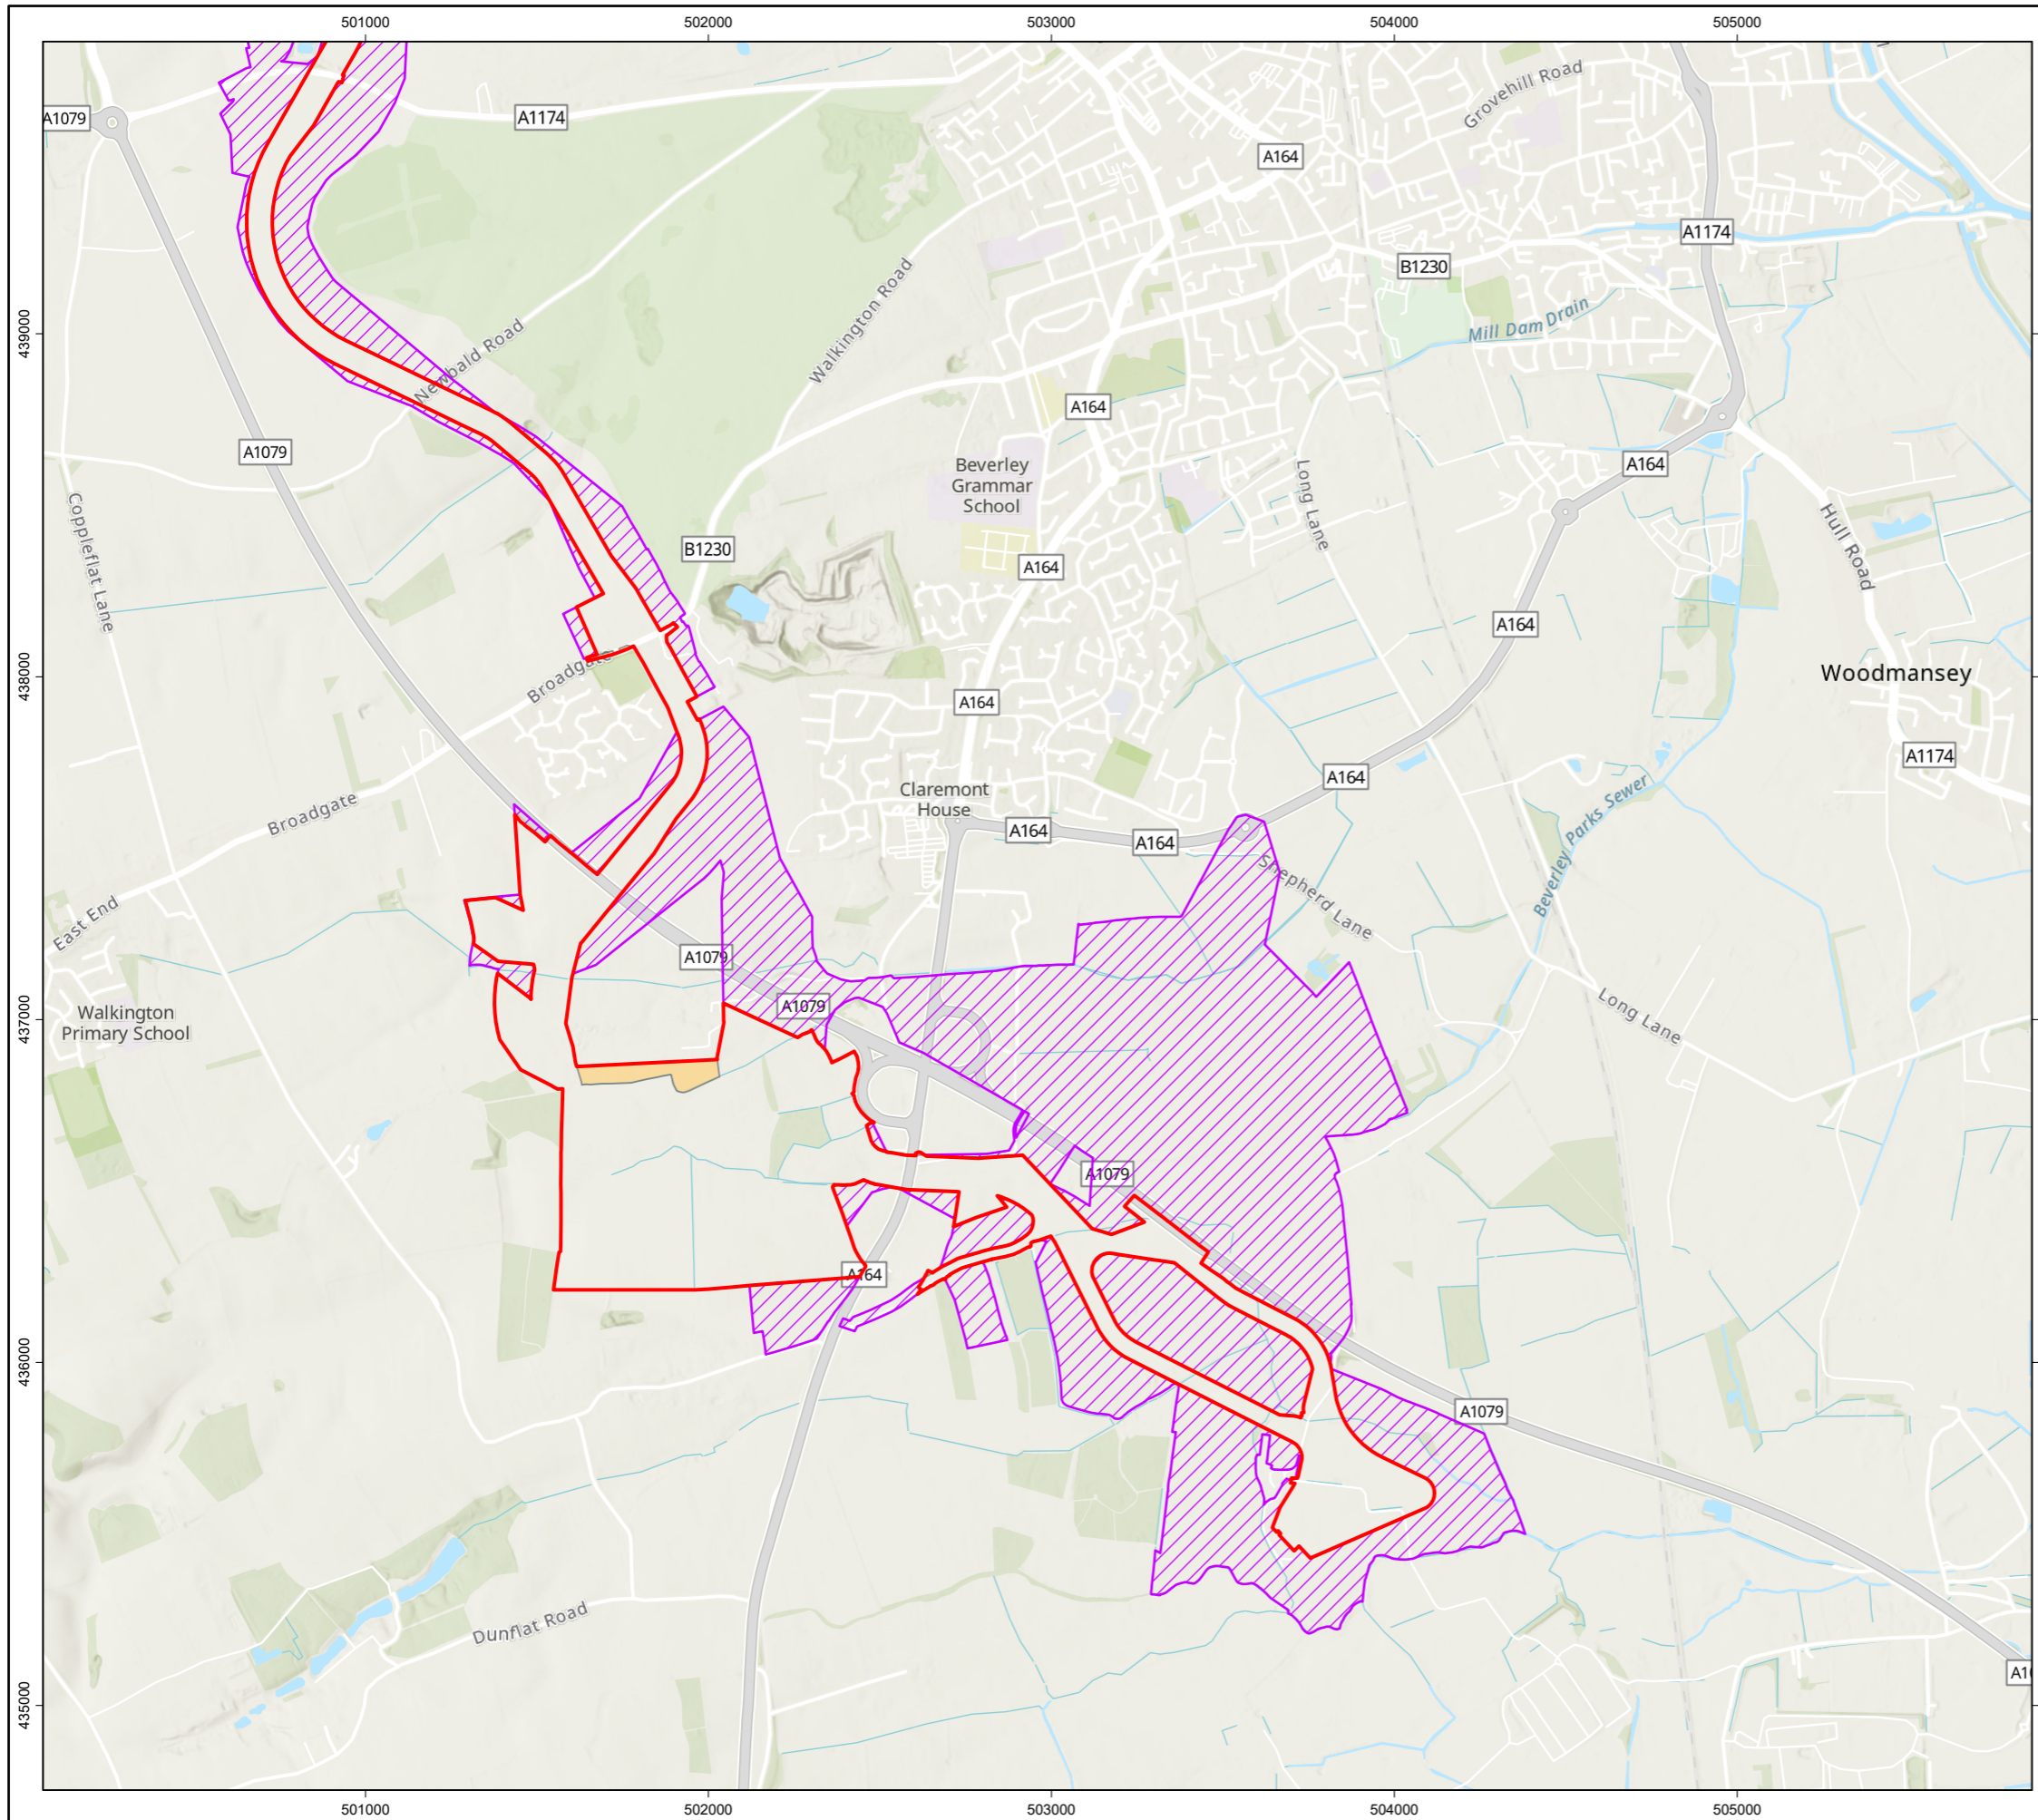 501000 502000 503000 504000 505000
A1079
A1174
Grovehill Road
A164
A1174
B1230
439000
Newbald Road
Walkington Road
Mill Dam Drain
A164
A1079
Beverley
Grammar
School
A164
Long Lane
Hull Road
Coppleflat Lane
B1230
A164
A164
438000
Broadgate
A164
Woodmansey
A1174
A164
Claremont
House
A164
A164
Broadgate
Beverley Parks Sewer
Shepherd Lane
East End
A1079
A1079
Long Lane
437000
Walkington
Primary School
A1079
A164
436000
A1079
Dunflat Road
435000
501000 502000 503000 504000 505000